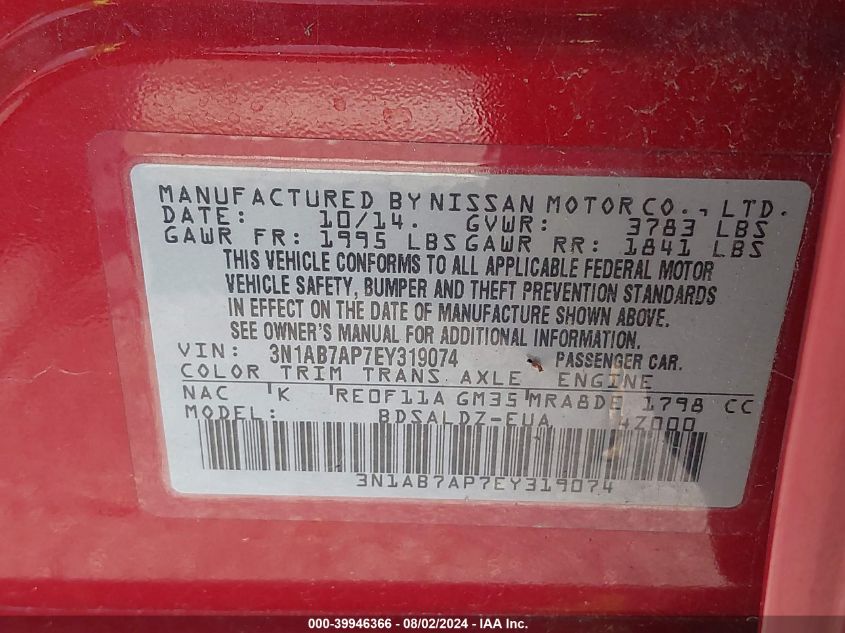 MANUFACTURED BY NISSAN MOTOR CO., LTD.
DATE: 10/14. GVWR: 3783 LBS
GAWR FR: 1995 LBS GAWR RR: 1841 LBS
THIS VEHICLE CONFORMS TO ALL APPLICABLE FEDERAL MOTOR
VEHICLE SAFETY, BUMPER AND THEFT PREVENTION STANDARDS
IN EFFECT ON THE DATE OF MANUFACTURE SHOWN ABOVE.
SEE OWNER'S MANUAL FOR ADDITIONAL INFORMATION.
VIN: 3N1AB7AP7EY319074 PASSENGER CAR.
COLOR TRIM TRANS AXLE ENGINE
NAC K RE0F11A GM35 MRA8DE 1798 CC
MODEL: BDSALDZ-EUA 4Z000
3N1AB7AP7EY319074
000-39946366 - 08/02/2024 - IAA Inc.